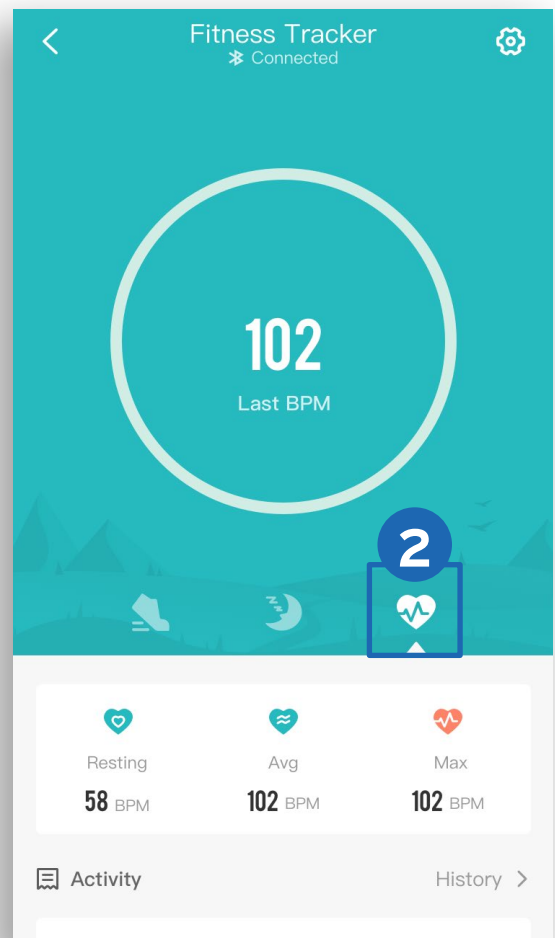 Fitness Tracker
Connected
102
Last BPM
2
Resting Avg Max
58 BPM 102 BPM 102 BPM
Activity History